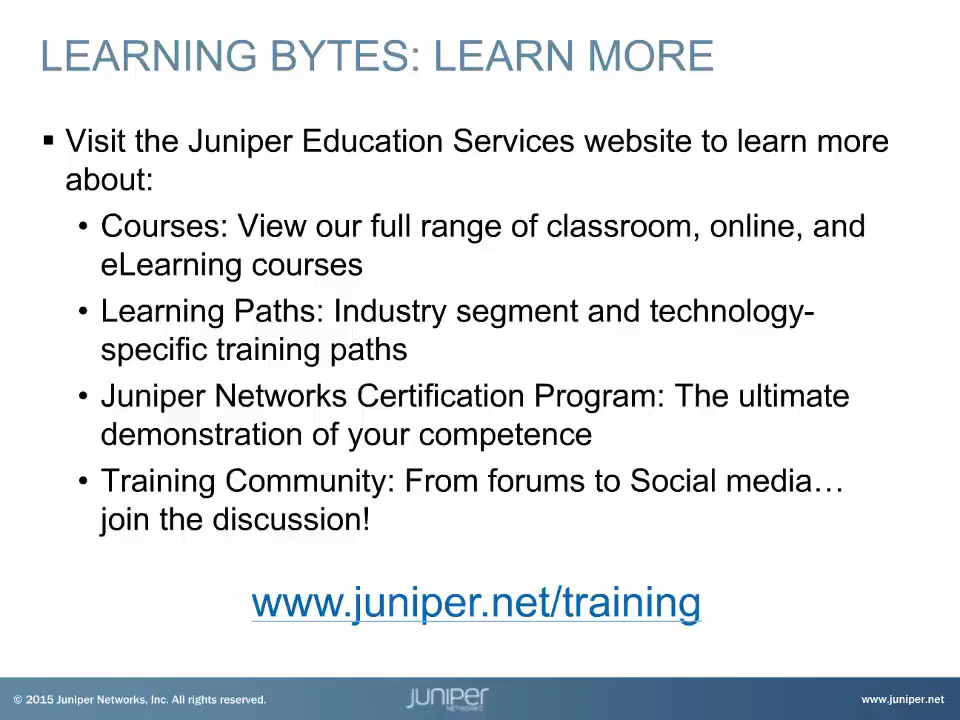 LEARNING BYTES: LEARN MORE
▪ Visit the Juniper Education Services website to learn more
about:
• Courses: View our full range of classroom, online, and
eLearning courses
• Learning Paths: Industry segment and technology-
specific training paths
• Juniper Networks Certification Program: The ultimate
demonstration of your competence
• Training Community: From forums to Social media…
join the discussion!
www.juniper.net/training
© 2015 Juniper Networks, Inc. All rights reserved.
JUNIPER
NETWORKS
www.juniper.net